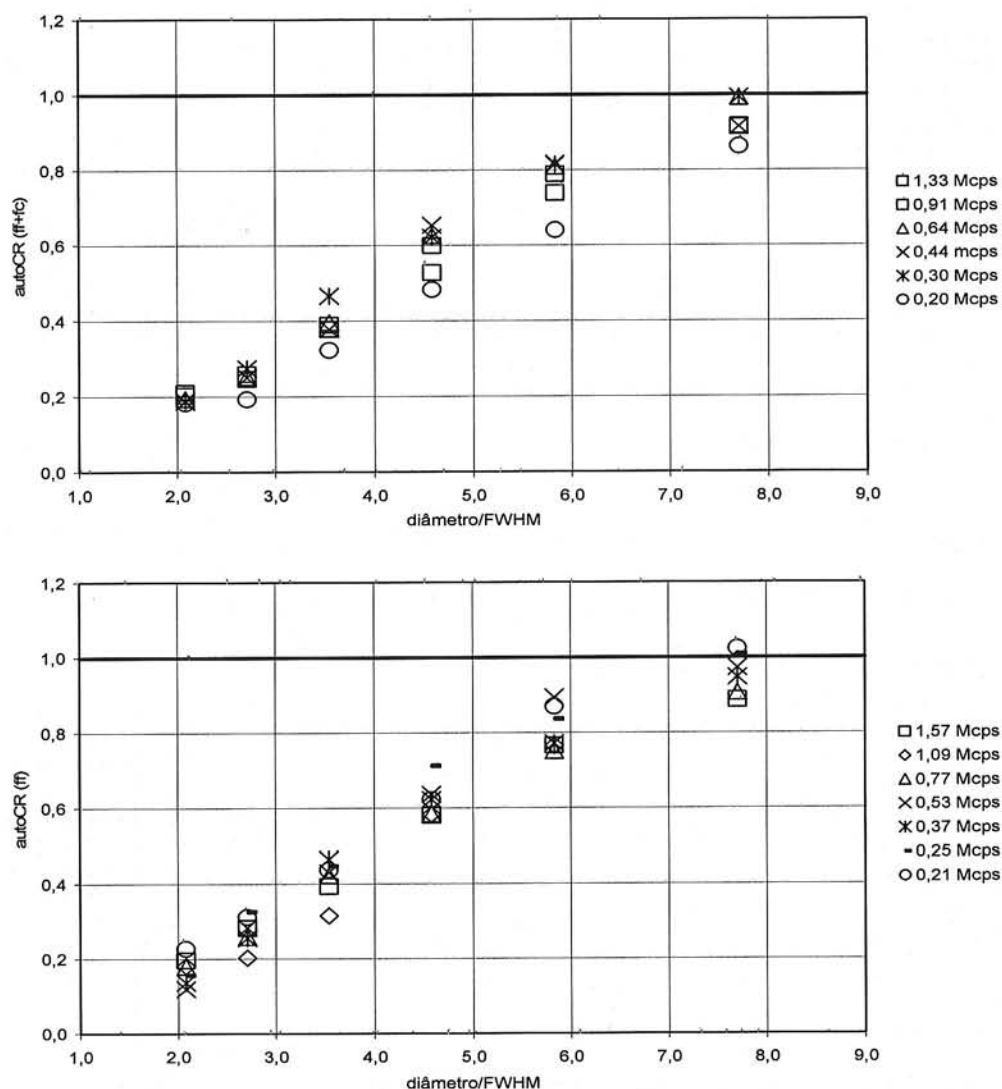 1,2
1,0
0,8
0,6
0,4
0,2
0,0
autoCR (ff+fc)
1,0 2,0 3,0 4,0 5,0 6,0 7,0 8,0 9,0
diâmetro/FWHM
1,33 Mcps
0,91 Mcps
0,64 Mcps
0,44 mcps
0,30 Mcps
0,20 Mcps
1,2
1,0
0,8
0,6
0,4
0,2
0,0
autoCR (ff)
1,0 2,0 3,0 4,0 5,0 6,0 7,0 8,0 9,0
diâmetro/FWHM
1,57 Mcps
1,09 Mcps
0,77 Mcps
0,53 Mcps
0,37 Mcps
0,25 Mcps
0,21 Mcps